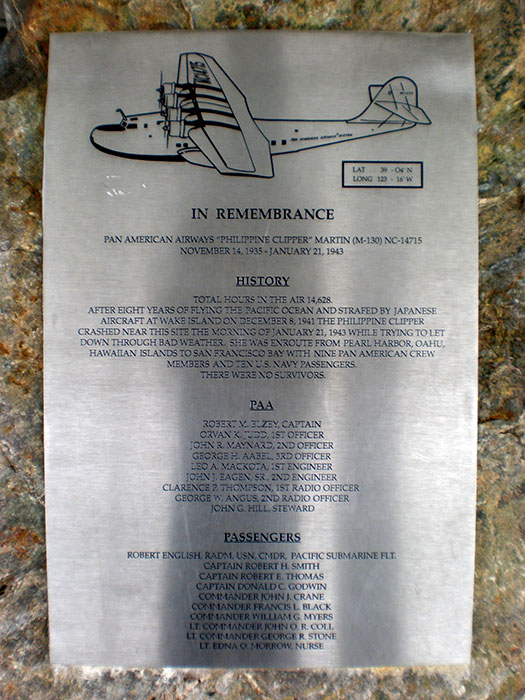 NC14715
PAN AMERICAN AIRWAYS SYSTEM
LAT 39 - 04' N
LONG 123 - 16' W
IN REMEMBRANCE
PAN AMERICAN AIRWAYS "PHILIPPINE CLIPPER" MARTIN (M-130) NC-14715
NOVEMBER 14, 1935 - JANUARY 21, 1943
HISTORY
TOTAL HOURS IN THE AIR 14,628.
AFTER EIGHT YEARS OF FLYING THE PACIFIC OCEAN AND STRAFED BY JAPANESE
AIRCRAFT AT WAKE ISLAND ON DECEMBER 8, 1941 THE PHILIPPINE CLIPPER
CRASHED NEAR THIS SITE THE MORNING OF JANUARY 21, 1943 WHILE TRYING TO LET
DOWN THROUGH BAD WEATHER. SHE WAS ENROUTE FROM PEARL HARBOR, OAHU,
HAWAIIAN ISLANDS TO SAN FRANCISCO BAY WITH NINE PAN AMERICAN CREW
MEMBERS AND TEN U.S. NAVY PASSENGERS.
THERE WERE NO SURVIVORS.
PAA
ROBERT M. ELZEY, CAPTAIN
ORVAN K. JUDD, 1ST OFFICER
JOHN R. MAYNARD, 2ND OFFICER
GEORGE H. AABEL, 3RD OFFICER
LEO A. MACKOTA, 1ST ENGINEER
JOHN J. EAGEN, SR., 2ND ENGINEER
CLARENCE P. THOMPSON, 1ST RADIO OFFICER
GEORGE W. ANGUS, 2ND RADIO OFFICER
JOHN G. HILL, STEWARD
PASSENGERS
ROBERT ENGLISH, RADM, USN, CMDR, PACIFIC SUBMARINE FLT.
CAPTAIN ROBERT H. SMITH
CAPTAIN ROBERT E. THOMAS
CAPTAIN DONALD C. GODWIN
COMMANDER JOHN J. CRANE
COMMANDER FRANCIS L. BLACK
COMMANDER WILLIAM G. MYERS
LT. COMMANDER JOHN O. R. COLL
LT. COMMANDER GEORGE R. STONE
LT. EDNA O. MORROW, NURSE